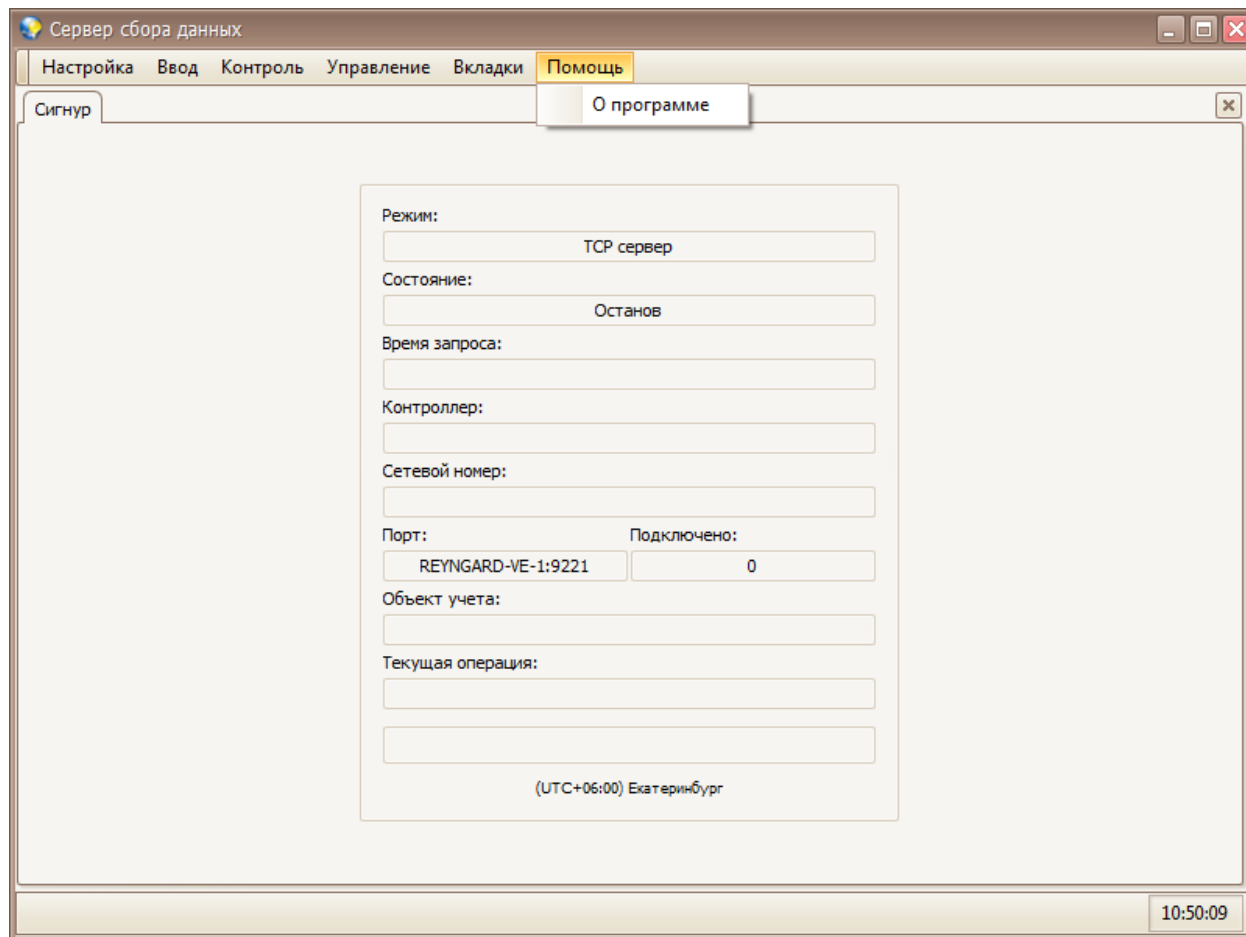 Сервер сбора данных
Настройка Ввод Контроль Управление Вкладки Помощь
О программе
Сигнур
Режим:
TCP сервер
Состояние:
Останов
Время запроса:
Контроллер:
Сетевой номер:
Порт: Подключено:
REYNGARD-VE-1:9221 0
Объект учета:
Текущая операция:
(UTC+06:00) Екатеринбург
10:50:09